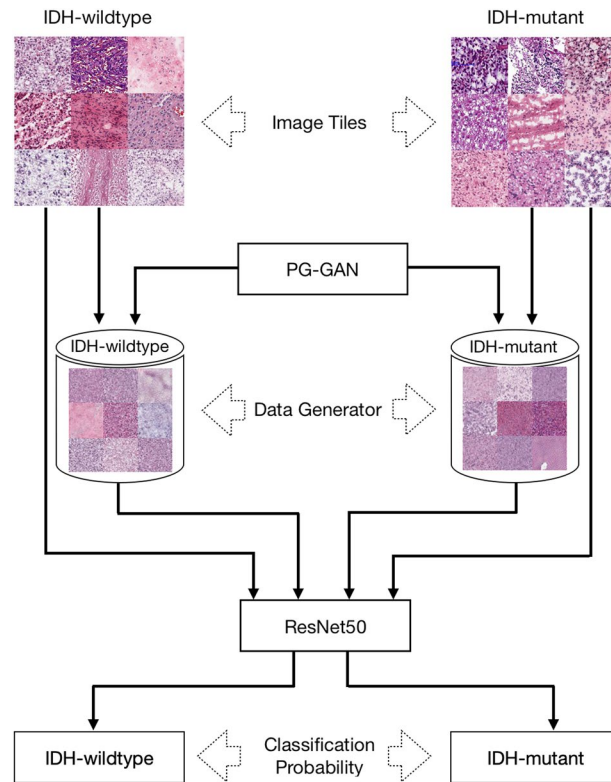 IDH-wildtype
IDH-mutant
Image Tiles
PG-GAN
IDH-wildtype
IDH-mutant
Data Generator
ResNet50
IDH-wildtype
Classification
Probability
IDH-mutant